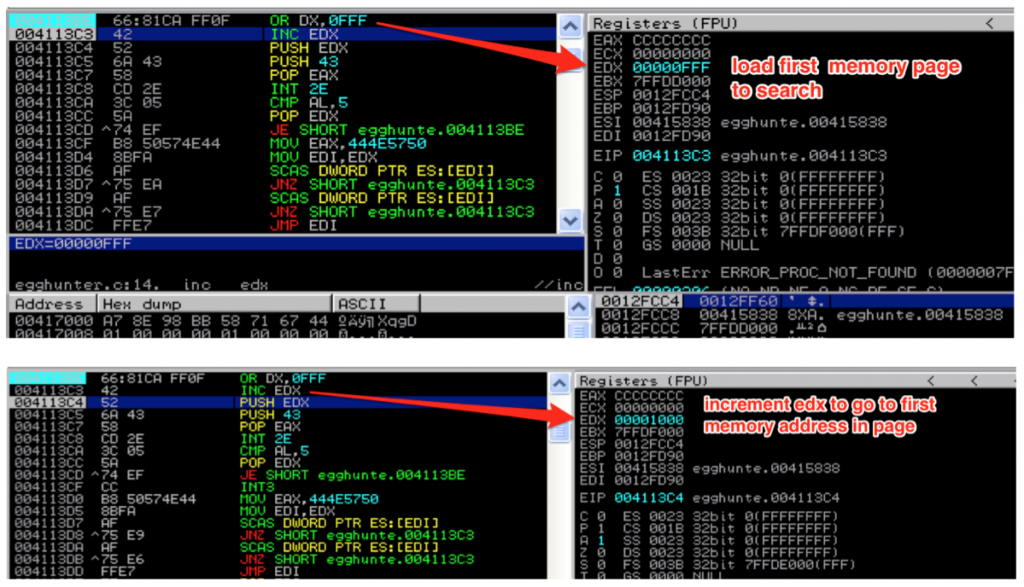 66:81CA FF0F OR DX,0FFF
004113C3 42 INC EDX
004113C4 52 PUSH EDX
004113C5 6A 43 PUSH 43
004113C7 58 POP EAX
004113C8 CD 2E INT 2E
004113CA 3C 05 CMP AL,5
004113CC 5A POP EDX
004113CD ^74 EF JE SHORT egghunte.004113BE
004113CF B8 50574E44 MOV EAX,444E5750
004113D4 8BFA MOV EDI,EDX
004113D6 AF SCAS DWORD PTR ES:[EDI]
004113D7 ^75 EA JNZ SHORT egghunte.004113C3
004113D9 AF SCAS DWORD PTR ES:[EDI]
004113DA ^75 E7 JNZ SHORT egghunte.004113C3
004113DC FFE7 JMP EDI
EDX=00000FFF
egghunter.c:14. inc edx //inc
Address Hex dump ASCII
00417000 A7 8E 98 BB 58 71 67 44
00417008 01 00 00 00 01 00 00 00
Registers (FPU) <
EAX CCCCCCCC
ECX 00000000
EDX 00000FFF
EBX 7FFDD000
ESP 0012FCC4
EBP 0012FD90
ESI 00415838 egghunte.00415838
EDI 0012FD90
EIP 004113C3 egghunte.004113C3
C 0 ES 0023 32bit 0(FFFFFFFF)
P 1 CS 001B 32bit 0(FFFFFFFF)
A 0 SS 0023 32bit 0(FFFFFFFF)
Z 0 DS 0023 32bit 0(FFFFFFFF)
S 0 FS 003B 32bit 7FFDF000(FFF)
T 0 GS 0000 NULL
D 0
O 0 LastErr ERROR_PROC_NOT_FOUND (0000007F
load first memory page
to search
0012FCC4 0012FF60
0012FCC8 00415838 8XA. egghunte.00415838
0012FCCC 7FFDD000
66:81CA FF0F OR DX,0FFF
004113C3 42 INC EDX
004113C4 52 PUSH EDX
004113C5 6A 43 PUSH 43
004113C7 58 POP EAX
004113C8 CD 2E INT 2E
004113CA 3C 05 CMP AL,5
004113CC 5A POP EDX
004113CD ^74 EF JE SHORT egghunte.004113BE
004113CF CC INT3
004113D0 B8 50574E44 MOV EAX,444E5750
004113D5 8BFA MOV EDI,EDX
004113D7 AF SCAS DWORD PTR ES:[EDI]
004113D8 ^75 E9 JNZ SHORT egghunte.004113C3
004113DA AF SCAS DWORD PTR ES:[EDI]
004113DB ^75 E6 JNZ SHORT egghunte.004113C3
004113DD FFE7 JMP EDI
Registers (FPU) < <
EAX CCCCCCCC
ECX 00000000
EDX 00001000
EBX 7FFDF000
ESP 0012FCC4
EBP 0012FD90
ESI 00415838 egghunte.00415838
EDI 0012FD90
EIP 004113C4 egghunte.004113C4
C 0 ES 0023 32bit 0(FFFFFFFF)
P 1 CS 001B 32bit 0(FFFFFFFF)
A 1 SS 0023 32bit 0(FFFFFFFF)
Z 0 DS 0023 32bit 0(FFFFFFFF)
S 0 FS 003B 32bit 7FFDE000(FFF)
T 0 GS 0000 NULL
increment edx to go to first
memory address in page